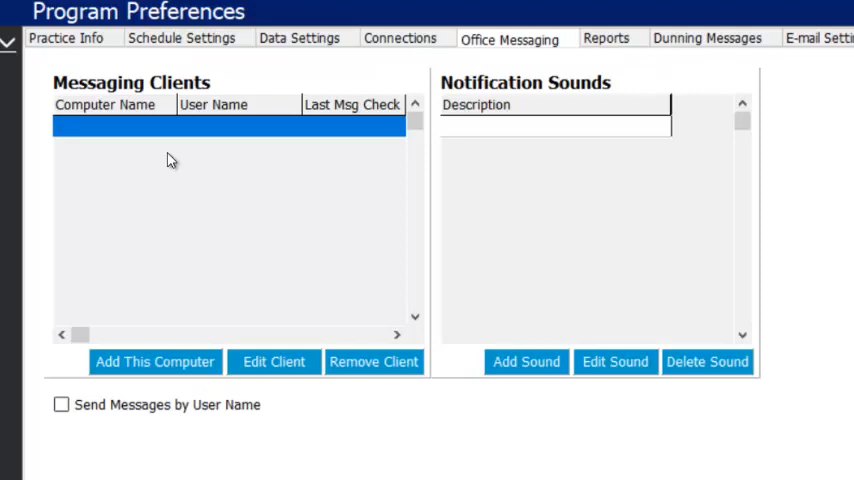 Program Preferences
Practice Info Schedule Settings Data Settings Connections Office Messaging Reports Dunning Messages E-mail Setti
Messaging Clients Notification Sounds
Computer Name User Name Last Msg Check Description
Add This Computer Edit Client Remove Client Add Sound Edit Sound Delete Sound
Send Messages by User Name